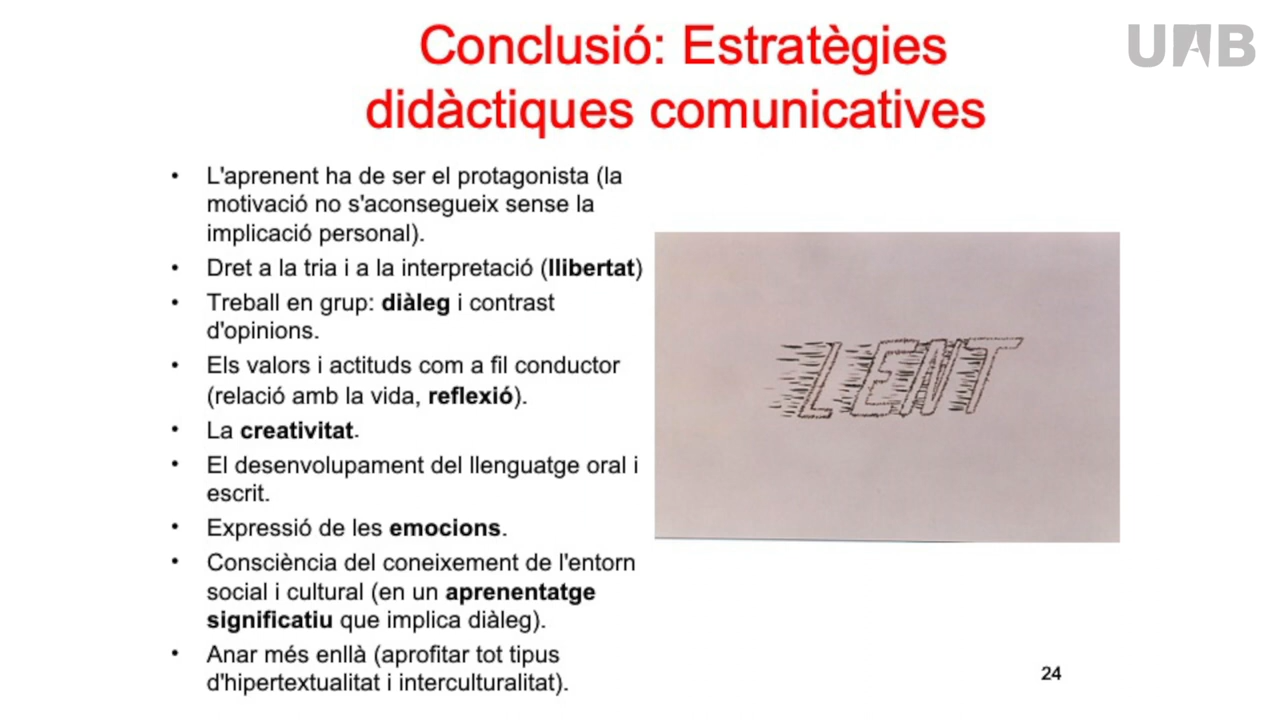 Conclusió: Estratègies
didàctiques comunicatives
UAB
• L'aprenent ha de ser el protagonista (la
motivació no s'aconsegueix sense la
implicació personal).
• Dret a la tria i a la interpretació (llibertat)
• Treball en grup: diàleg i contrast
d'opinions.
• Els valors i actituds com a fil conductor
(relació amb la vida, reflexió).
• La creativitat.
• El desenvolupament del llenguatge oral i
escrit.
• Expressió de les emocions.
• Consciència del coneixement de l'entorn
social i cultural (en un aprenentatge
significatiu que implica diàleg).
• Anar més enllà (aprofitar tot tipus
d'hipertextualitat i interculturalitat).
LENT
24